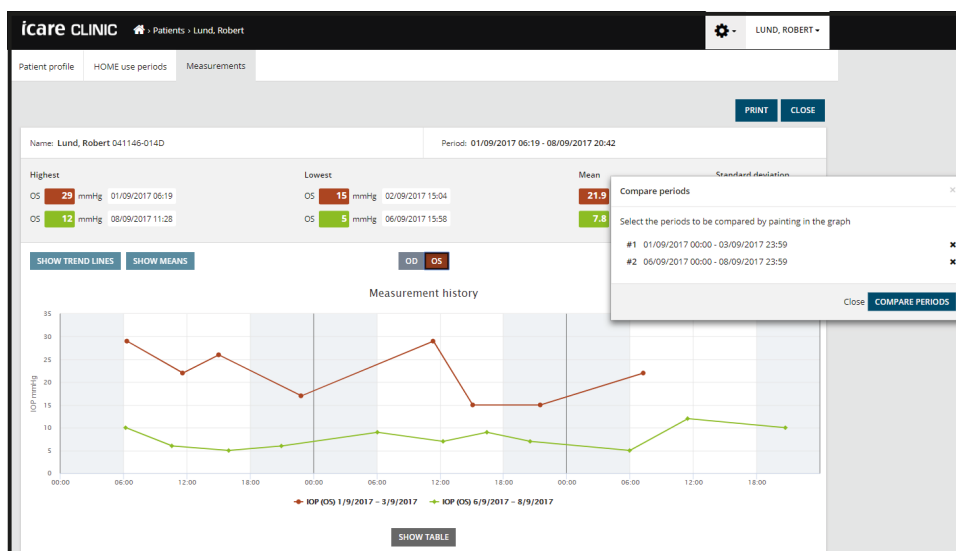 icare CLINIC › Patients › Lund, Robert LUND, ROBERT
Patient profile HOME use periods Measurements
PRINT CLOSE
Name: Lund, Robert 041146-014D Period: 01/09/2017 06:19 - 08/09/2017 20:42
Highest Lowest Mean Standard deviation
OS 29 mmHg 01/09/2017 06:19 OS 15 mmHg 02/09/2017 15:04 21.9
OS 12 mmHg 08/09/2017 11:28 OS 5 mmHg 06/09/2017 15:58 7.8
Compare periods ×
Select the periods to be compared by painting in the graph
#1 01/09/2017 00:00 - 03/09/2017 23:59 ×
#2 06/09/2017 00:00 - 08/09/2017 23:59 ×
Close COMPARE PERIODS
SHOW TREND LINES SHOW MEANS OD OS
Measurement history
IOP mmHg
35
30
25
20
15
10
5
0
00:00 06:00 12:00 18:00 00:00 06:00 12:00 18:00 00:00 06:00 12:00 18:00
IOP (OS) 1/9/2017 – 3/9/2017 IOP (OS) 6/9/2017 – 8/9/2017
SHOW TABLE